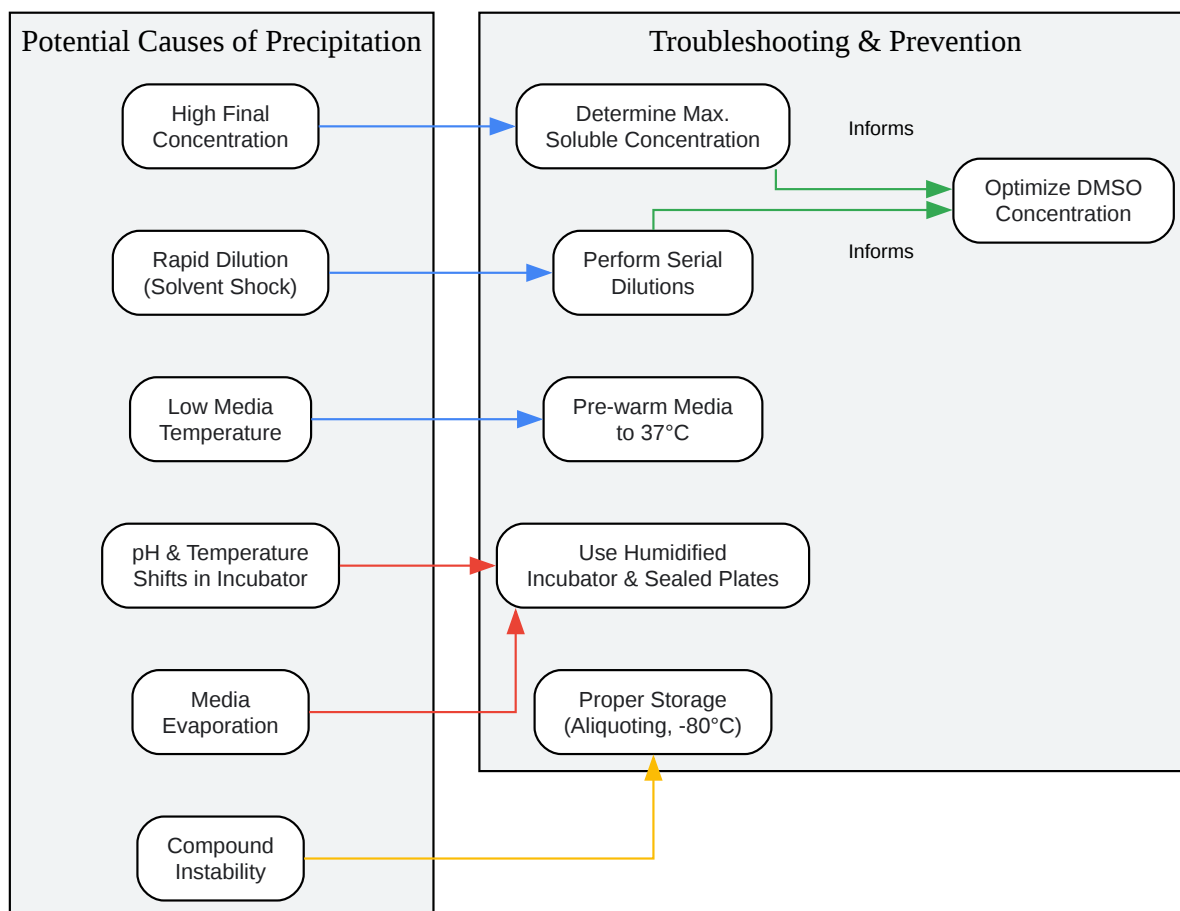 Potential Causes of Precipitation
High Final
Concentration
Rapid Dilution
(Solvent Shock)
Low Media
Temperature
pH & Temperature
Shifts in Incubator
Media
Evaporation
Compound
Instability
Troubleshooting & Prevention
Determine Max.
Soluble Concentration
Informs
Optimize DMSO
Concentration
Perform Serial
Dilutions
Informs
Pre-warm Media
to 37°C
Use Humidified
Incubator & Sealed Plates
Proper Storage
(Aliquoting, -80°C)